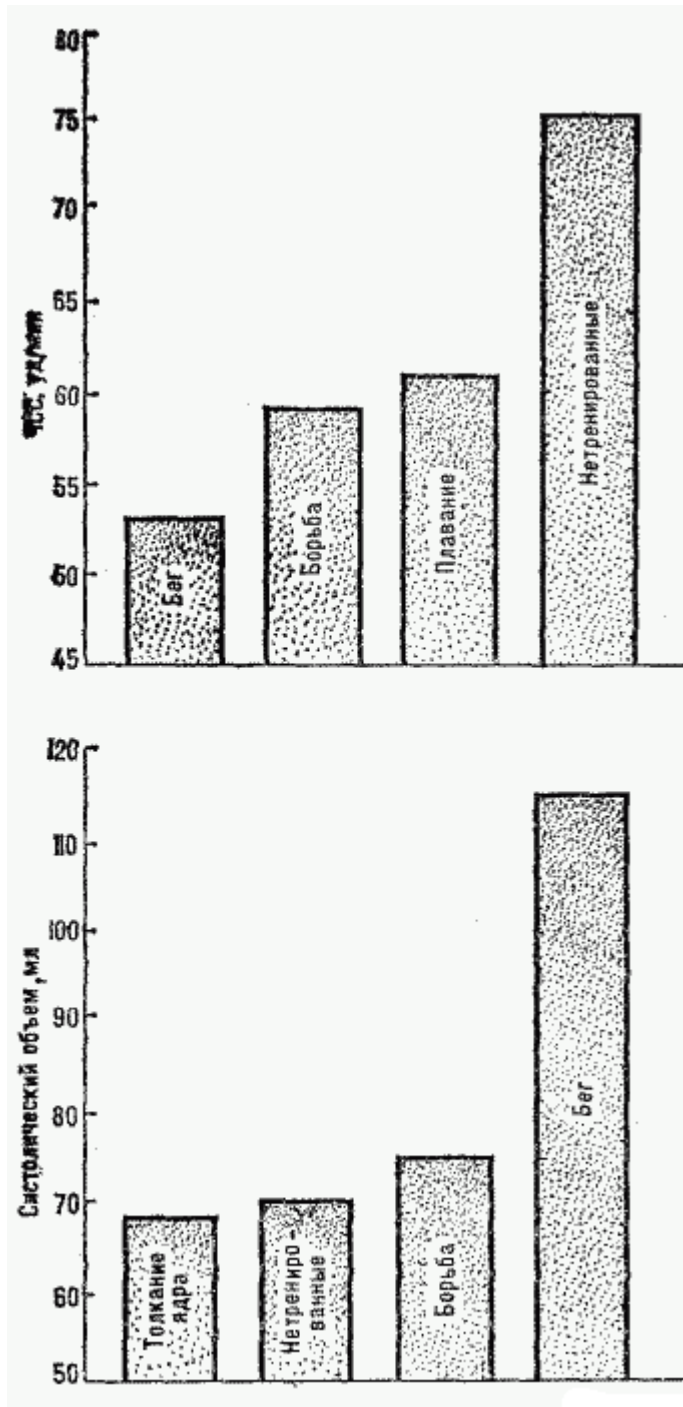 80
75
70
65
60
55
50
45
ЧСС, уд/мин
Бег
Борьба
Плавание
Нетренированные
120
110
100
90
80
70
60
50
Систолический объем, мл
Толкание
ядра
Нетрениро-
ванные
Борьба
Бег